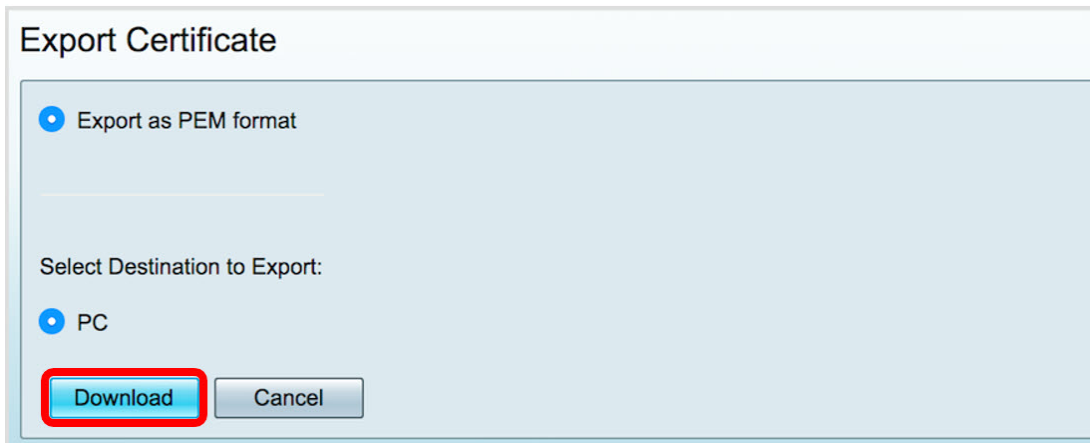 Export Certificate
Export as PEM format
Select Destination to Export:
PC
Download Cancel